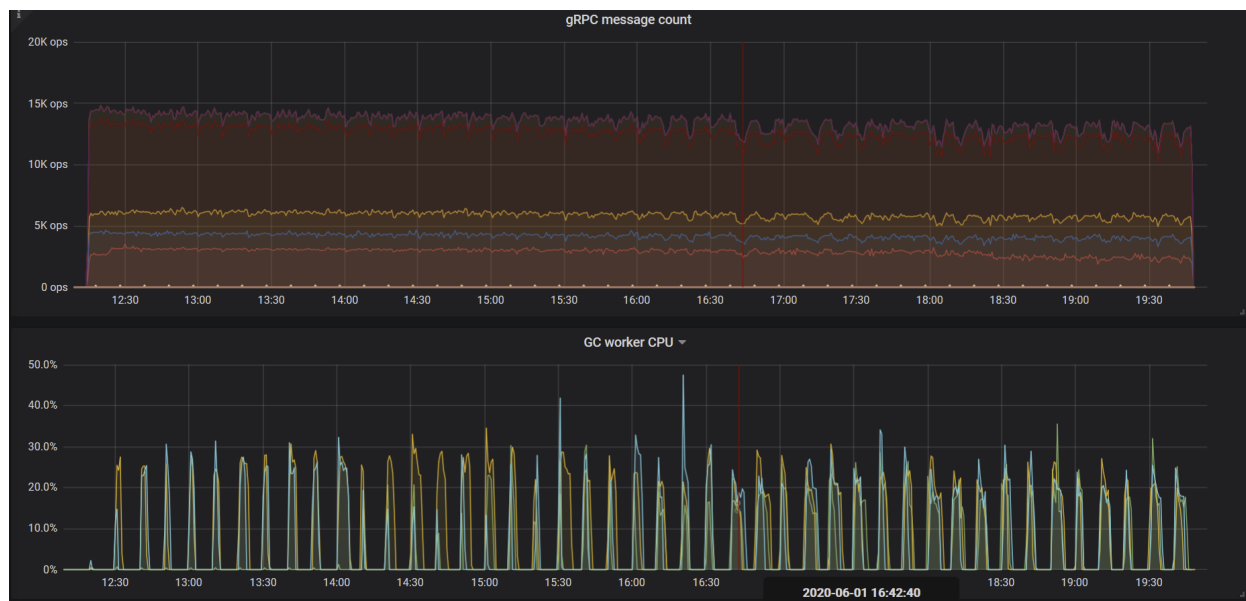 i
gRPC message count
20K ops
15K ops
10K ops
5K ops
0 ops
12:30 13:00 13:30 14:00 14:30 15:00 15:30 16:00 16:30 17:00 17:30 18:00 18:30 19:00 19:30
GC worker CPU
50.0%
40.0%
30.0%
20.0%
10.0%
0%
12:30 13:00 13:30 14:00 14:30 15:00 15:30 16:00 16:30 18:30 19:00 19:30
2020-06-01 16:42:40